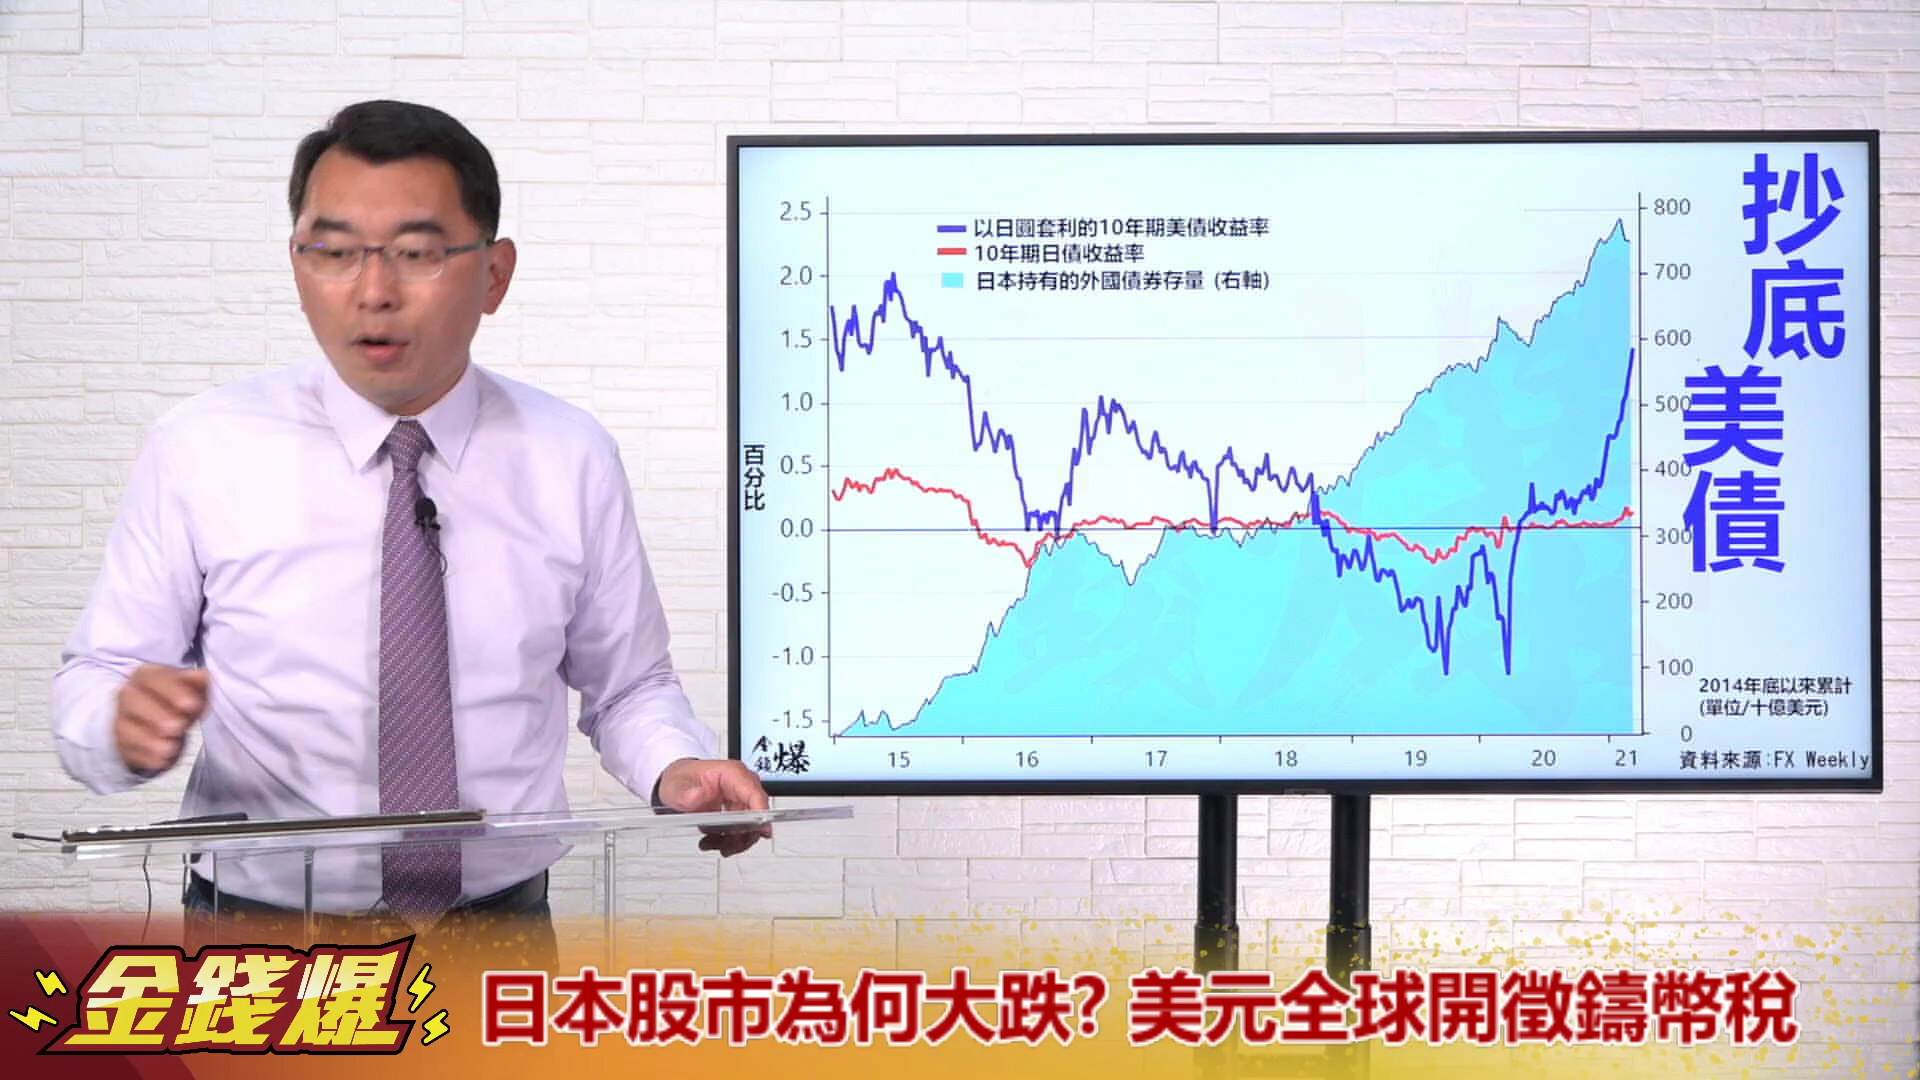 抄底
美債
2.5
2.0
1.5
1.0
0.5
0.0
-0.5
-1.0
-1.5
百分比
以日圓套利的10年期美債收益率
10年期日債收益率
日本持有的外國債券存量 (右軸)
800
700
600
500
400
300
200
100
0
15 16 17 18 19 20 21
2014年底以來累計
(單位/十億美元)
資料來源:FX Weekly
金錢爆
金錢爆
日本股市為何大跌? 美元全球開徵鑄幣稅